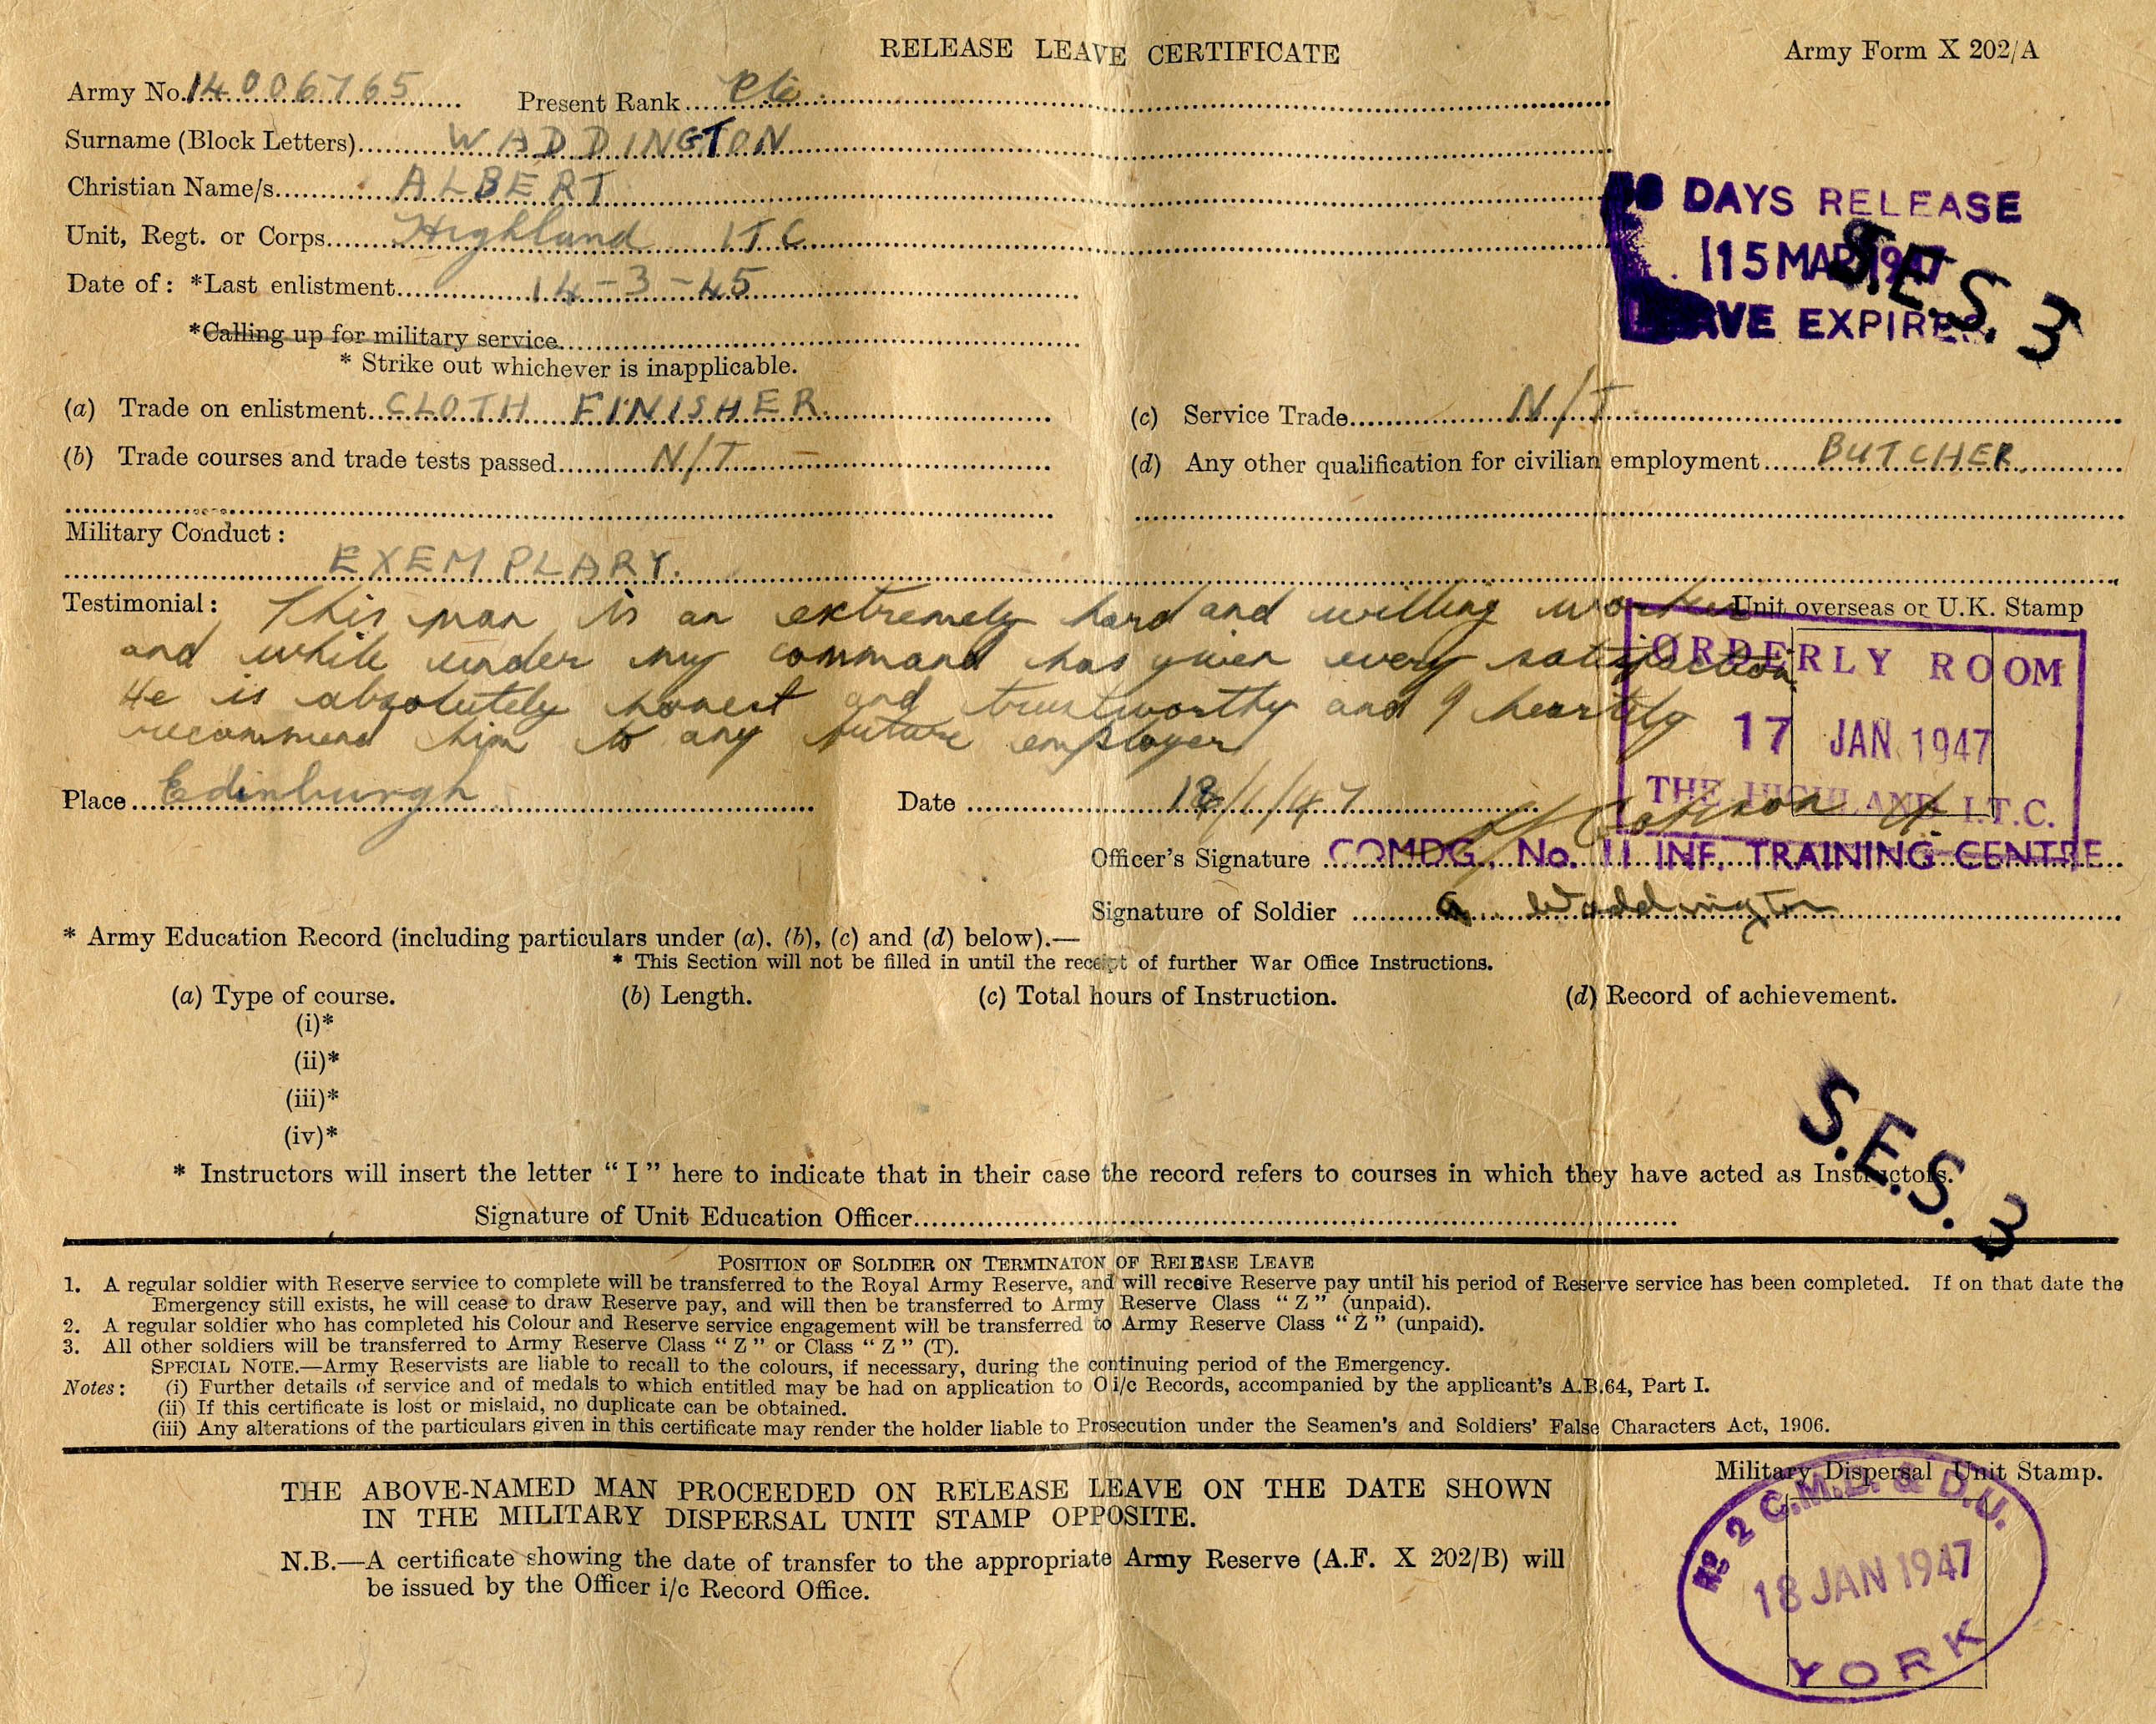 RELEASE LEAVE CERTIFICATE
Army Form X 202/A
Army No. 14006765 Present Rank Pte
Surname (Block Letters) WADDINGTON
Christian Name/s ALBERT
DAYS RELEASE
Unit, Regt. or Corps Highland ITC
15 MAR 1947
S.E.S. 3
Date of : *Last enlistment 14-3-45
EXPIRES
*Calling up for military service
* Strike out whichever is inapplicable.
(a) Trade on enlistment CLOTH FINISHER
(c) Service Trade N/T
(b) Trade courses and trade tests passed N/T
(d) Any other qualification for civilian employment BUTCHER
Military Conduct :
EXEMPLARY.
Testimonial : This man is an extremely hard and willing worker
Unit overseas or U.K. Stamp
and while under my command has given every satisfaction
He is absolutely honest and trustworthy and I heartily
recommend him to any future employer
ORDERLY ROOM
17 JAN 1947
THE HIGHLAND I.T.C.
Place Edinburgh Date 18/1/47
Officer's Signature COMDG. No. 11 INF. TRAINING CENTRE
Signature of Soldier A Waddington
* Army Education Record (including particulars under (a). (b), (c) and (d) below).—
* This Section will not be filled in until the receipt of further War Office Instructions.
(a) Type of course. (b) Length. (c) Total hours of Instruction. (d) Record of achievement.
(i)*
(ii)*
(iii)*
(iv)*
S.E.S. 3
* Instructors will insert the letter “ I ” here to indicate that in their case the record refers to courses in which they have acted as Instructors.
Signature of Unit Education Officer
POSITION OF SOLDIER ON TERMINATON OF RELEASE LEAVE
1. A regular soldier with Reserve service to complete will be transferred to the Royal Army Reserve, and will receive Reserve pay until his period of Reserve service has been completed. If on that date the
Emergency still exists, he will cease to draw Reserve pay, and will then be transferred to Army Reserve Class “ Z ” (unpaid).
2. A regular soldier who has completed his Colour and Reserve service engagement will be transferred to Army Reserve Class “ Z ” (unpaid).
3. All other soldiers will be transferred to Army Reserve Class “ Z ” or Class “ Z ” (T).
SPECIAL NOTE.—Army Reservists are liable to recall to the colours, if necessary, during the continuing period of the Emergency.
Notes : (i) Further details of service and of medals to which entitled may be had on application to O i/c Records, accompanied by the applicant's A.B.64, Part I.
(ii) If this certificate is lost or mislaid, no duplicate can be obtained.
(iii) Any alterations of the particulars given in this certificate may render the holder liable to Prosecution under the Seamen's and Soldiers' False Characters Act, 1906.
THE ABOVE-NAMED MAN PROCEEDED ON RELEASE LEAVE ON THE DATE SHOWN
IN THE MILITARY DISPERSAL UNIT STAMP OPPOSITE.
N.B.—A certificate showing the date of transfer to the appropriate Army Reserve (A.F. X 202/B) will
be issued by the Officer i/c Record Office.
Military Dispersal Unit Stamp.
No 2 C.M.D. & D.U.
18 JAN 1947
YORK